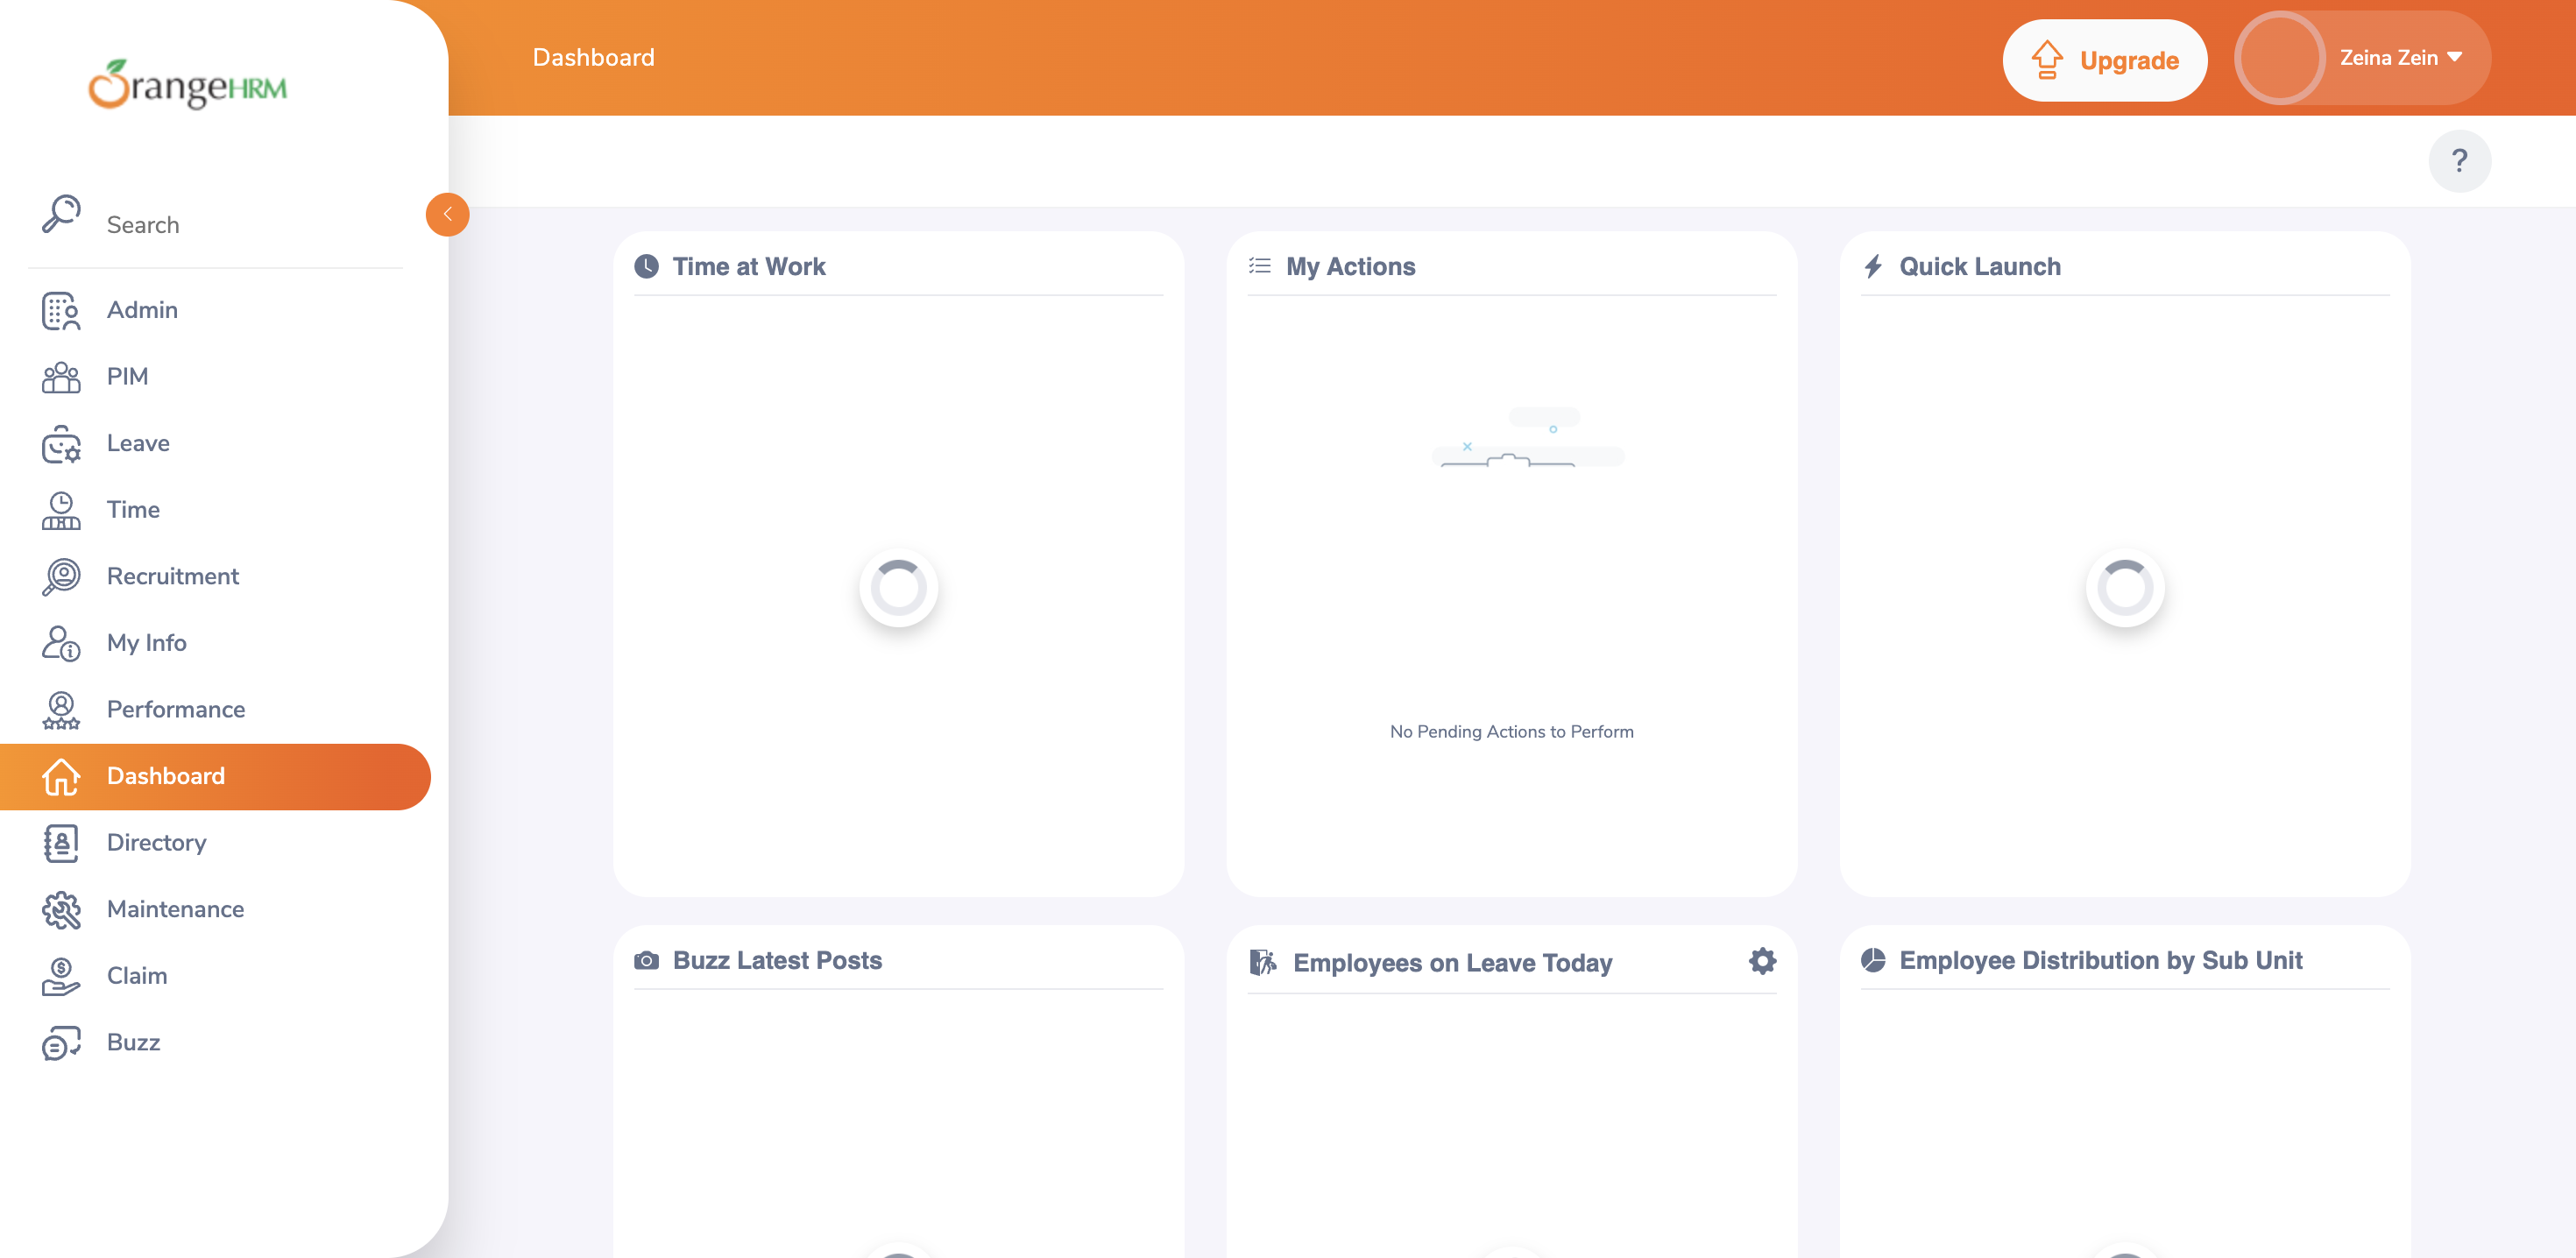 OrangeHRM
Dashboard
Upgrade
Zeina Zein
?
Search
Admin
PIM
Leave
Time
Recruitment
My Info
Performance
Dashboard
Directory
Maintenance
Claim
Buzz
Time at Work
My Actions
No Pending Actions to Perform
Quick Launch
Buzz Latest Posts
Employees on Leave Today
Employee Distribution by Sub Unit